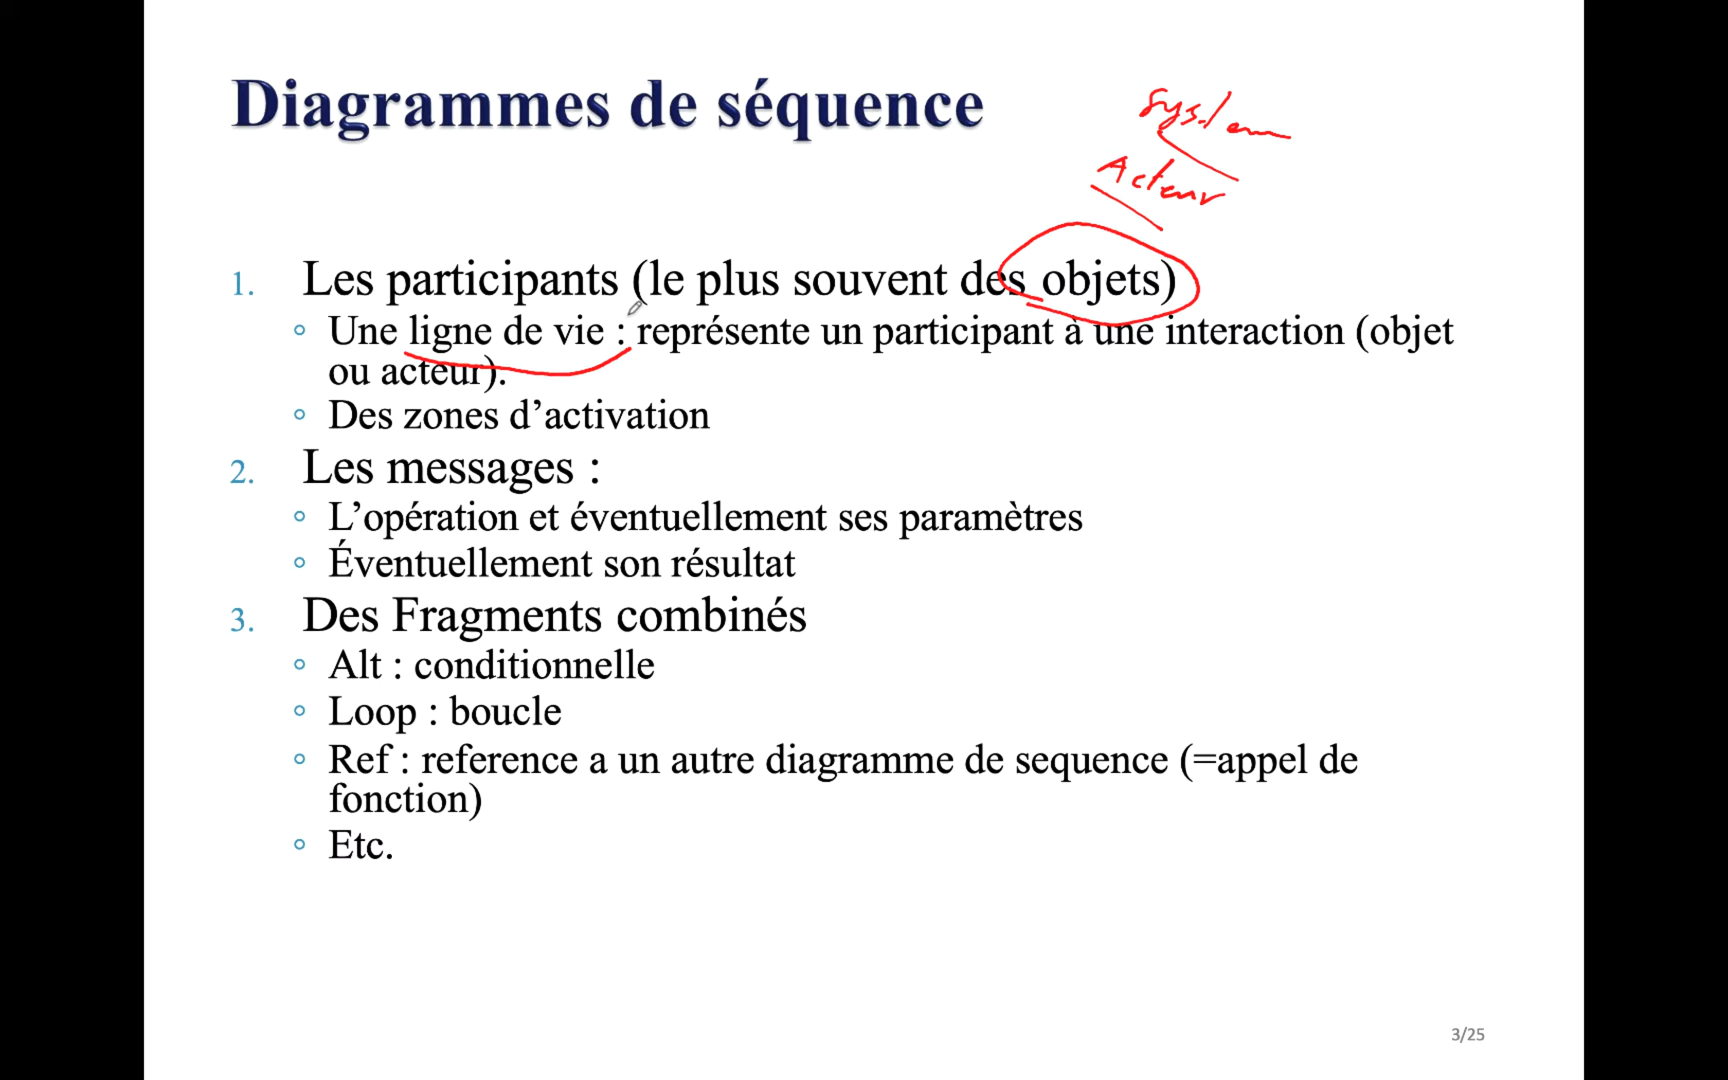 Diagrammes de séquence
System
Acteur
1. Les participants (le plus souvent des objets)
Une ligne de vie : représente un participant à une interaction (objet
ou acteur).
Des zones d’activation
2. Les messages :
L’opération et éventuellement ses paramètres
Éventuellement son résultat
3. Des Fragments combinés
Alt : conditionnelle
Loop : boucle
Ref : reference a un autre diagramme de sequence (=appel de
fonction)
Etc.
3/25